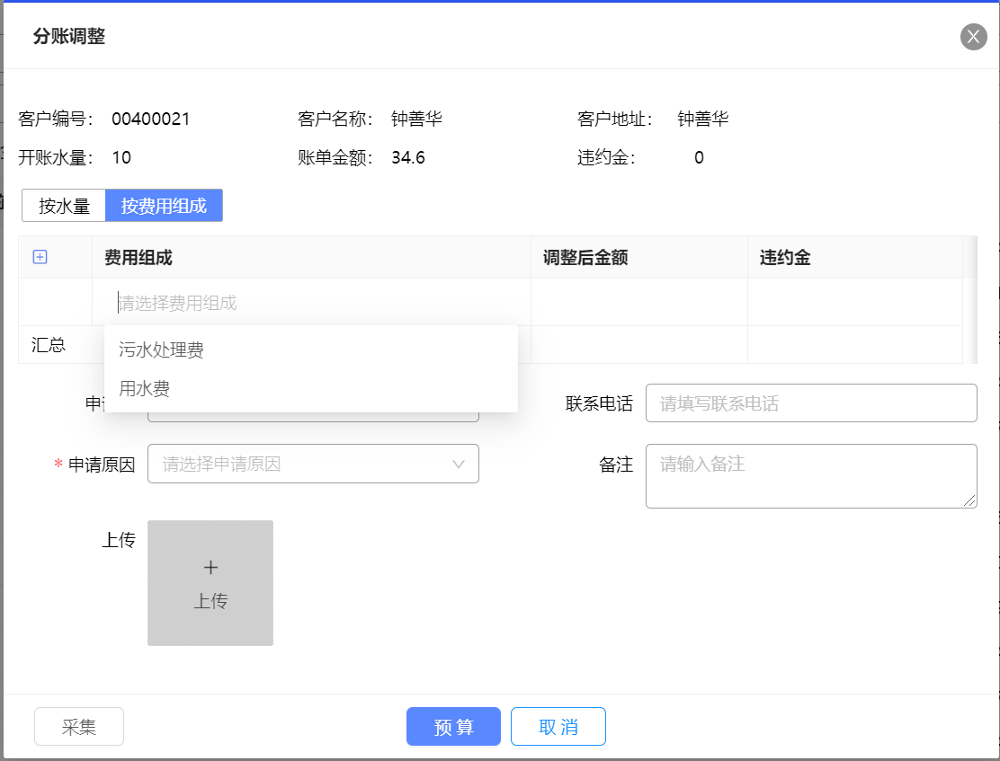 分账调整
客户编号： 00400021 客户名称： 钟善华 客户地址： 钟善华
开账水量： 10 账单金额： 34.6 违约金： 0
按水量 按费用组成
费用组成 调整后金额 违约金
请选择费用组成
汇总
污水处理费
用水费
申 联系电话 请填写联系电话
* 申请原因 请选择申请原因 备注 请输入备注
上传
+
上传
采集 预算 取消